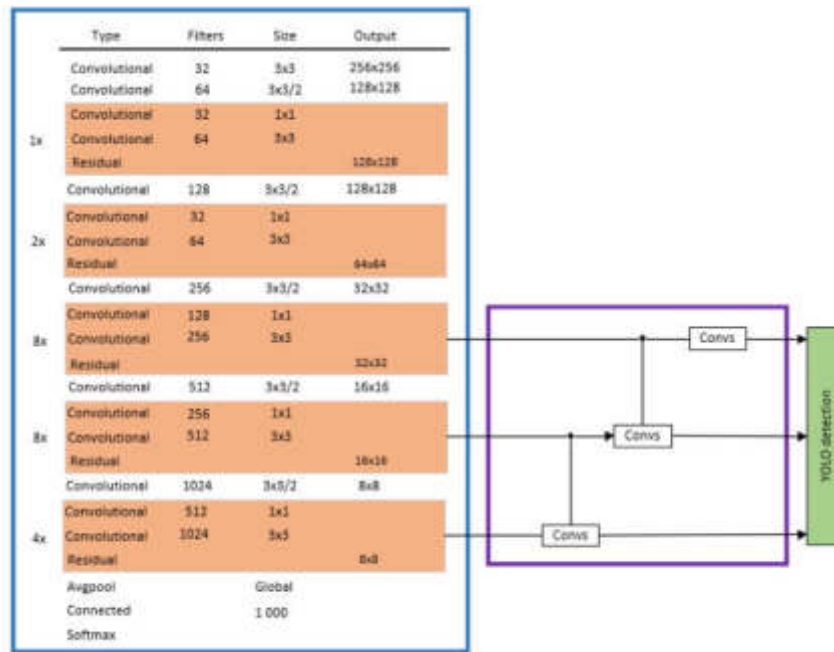 Type Filters Size Output
Convolutional 32 3x3 256x256
Convolutional 64 3x3/2 128x128
Convolutional 32 1x1
1x Convolutional 64 3x3
Residual 128x128
Convolutional 128 3x3/2 128x128
Convolutional 32 1x1
2x Convolutional 64 3x3
Residual 64x64
Convolutional 256 3x3/2 32x32
Convolutional 128 1x1
8x Convolutional 256 3x3
Residual 32x32
Convolutional 512 3x3/2 16x16
Convolutional 256 1x1
8x Convolutional 512 3x3
Residual 16x16
Convolutional 1024 3x3/2 8x8
Convolutional 512 1x1
4x Convolutional 1024 3x3
Residual 8x8
Avgpool Global
Connected 1 000
Softmax
Convs
Convs
Convs
YOLO detection